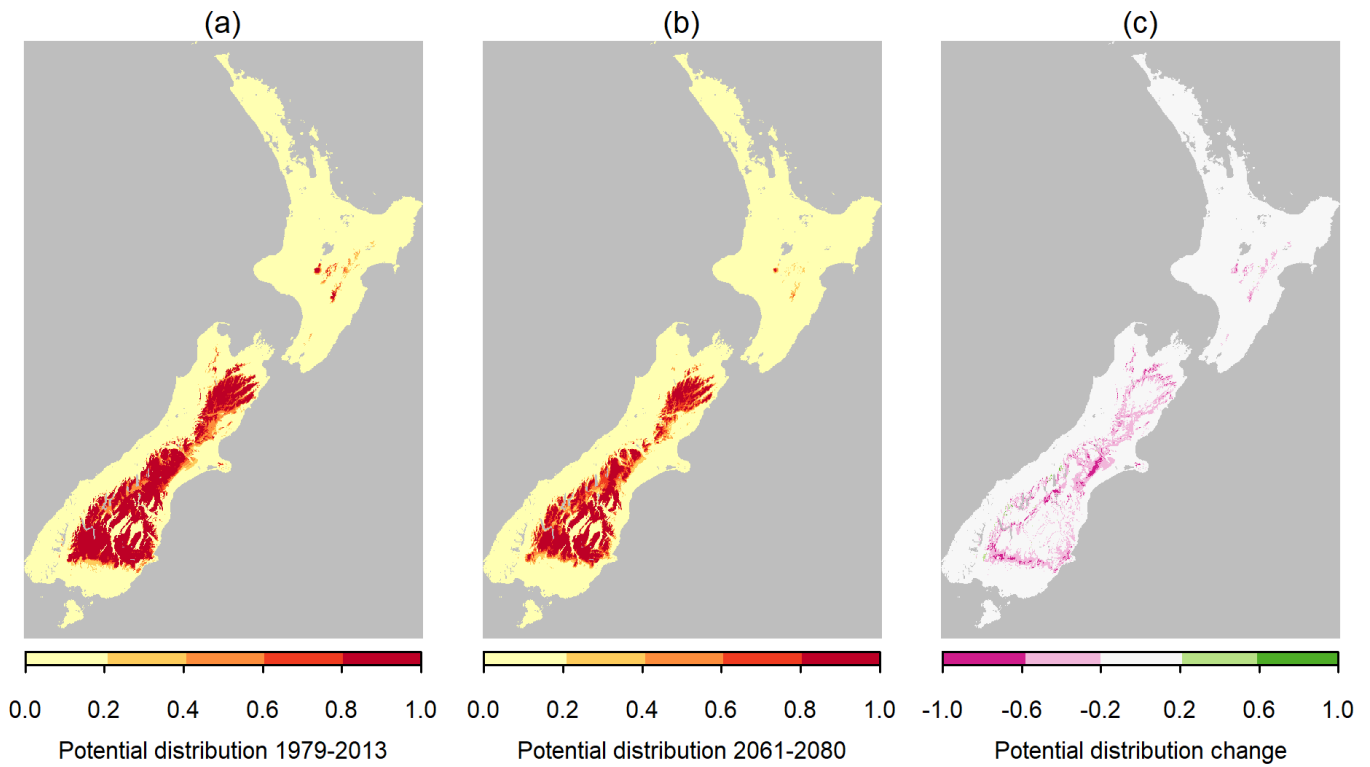 (a) (b) (c)
0.0 0.2 0.4 0.6 0.8 1.0 0.0 0.2 0.4 0.6 0.8 1.0 -1.0 -0.6 -0.2 0.2 0.6 1.0
Potential distribution 1979-2013 Potential distribution 2061-2080 Potential distribution change